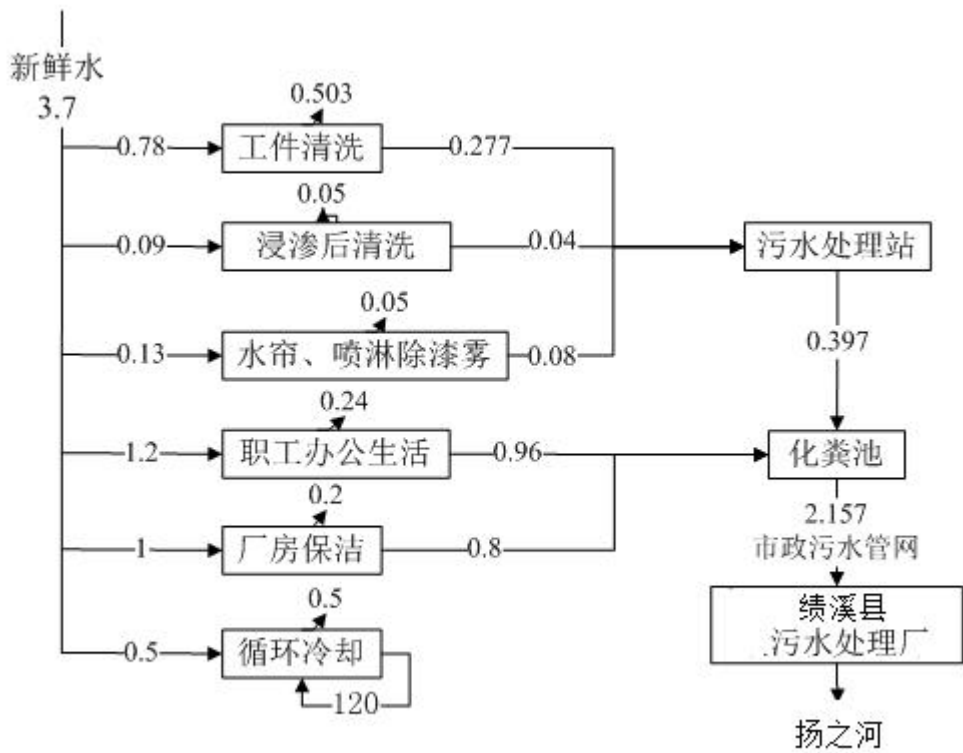 新鲜水
3.7
0.503
0.78
工件清洗
0.277
0.05
0.09
浸渗后清洗
0.04
污水处理站
0.05
0.13
水帘、喷淋除漆雾
0.08
0.397
0.24
1.2
职工办公生活
0.96
化粪池
0.2
1
厂房保洁
0.8
2.157
市政污水管网
0.5
0.5
循环冷却
120
绩溪县
污水处理厂
扬之河